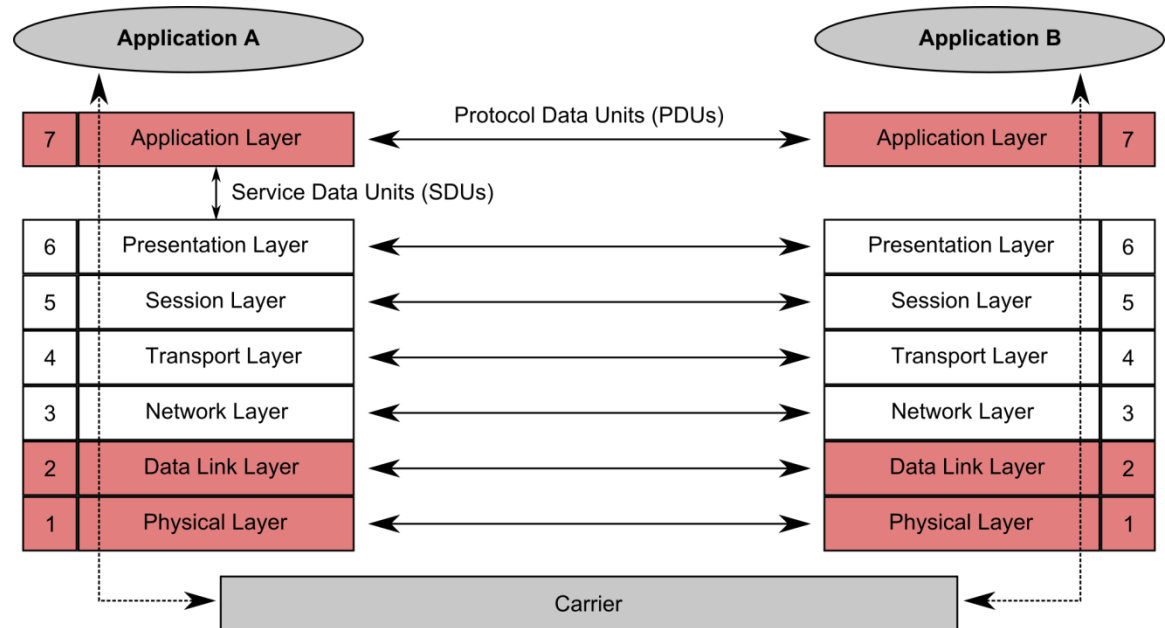 Application A Application B
Protocol Data Units (PDUs)
7 Application Layer Application Layer 7
Service Data Units (SDUs)
6 Presentation Layer Presentation Layer 6
5 Session Layer Session Layer 5
4 Transport Layer Transport Layer 4
3 Network Layer Network Layer 3
2 Data Link Layer Data Link Layer 2
1 Physical Layer Physical Layer 1
Carrier